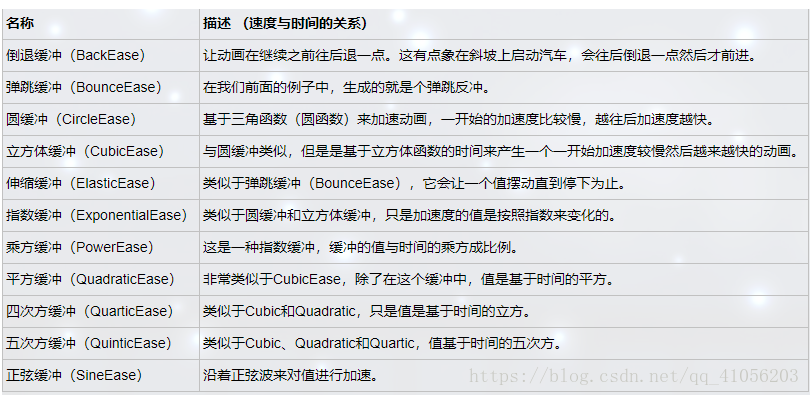 名称 描述 （速度与时间的关系）
倒退缓冲（BackEase） 让动画在继续之前往后退一点。这有点象在斜坡上启动汽车，会往后倒退一点然后才前进。
弹跳缓冲（BounceEase） 在我们前面的例子中，生成的就是个弹跳反冲。
圆缓冲（CircleEase） 基于三角函数（圆函数）来加速动画，一开始的加速度比较慢，越往后加速度越快。
立方体缓冲（CubicEase） 与圆缓冲类似，但是是基于立方体函数的时间来产生一个一开始加速度较慢然后越来越快的动画。
伸缩缓冲（ElasticEase） 类似于弹跳缓冲（BounceEase），它会让一个值摆动直到停下为止。
指数缓冲（ExponentialEase） 类似于圆缓冲和立方体缓冲，只是加速度的值是按照指数来变化的。
乘方缓冲（PowerEase） 这是一种指数缓冲，缓冲的值与时间的乘方成比例。
平方缓冲（QuadraticEase） 非常类似于CubicEase，除了在这个缓冲中，值是基于时间的平方。
四次方缓冲（QuarticEase） 类似于Cubic和Quadratic，只是值是基于时间的立方。
五次方缓冲（QuinticEase） 类似于Cubic、Quadratic和Quartic，值基于时间的五次方。
正弦缓冲（SineEase） 沿着正弦波来对值进行加速。
https://blog.csdn.net/qq_41056203